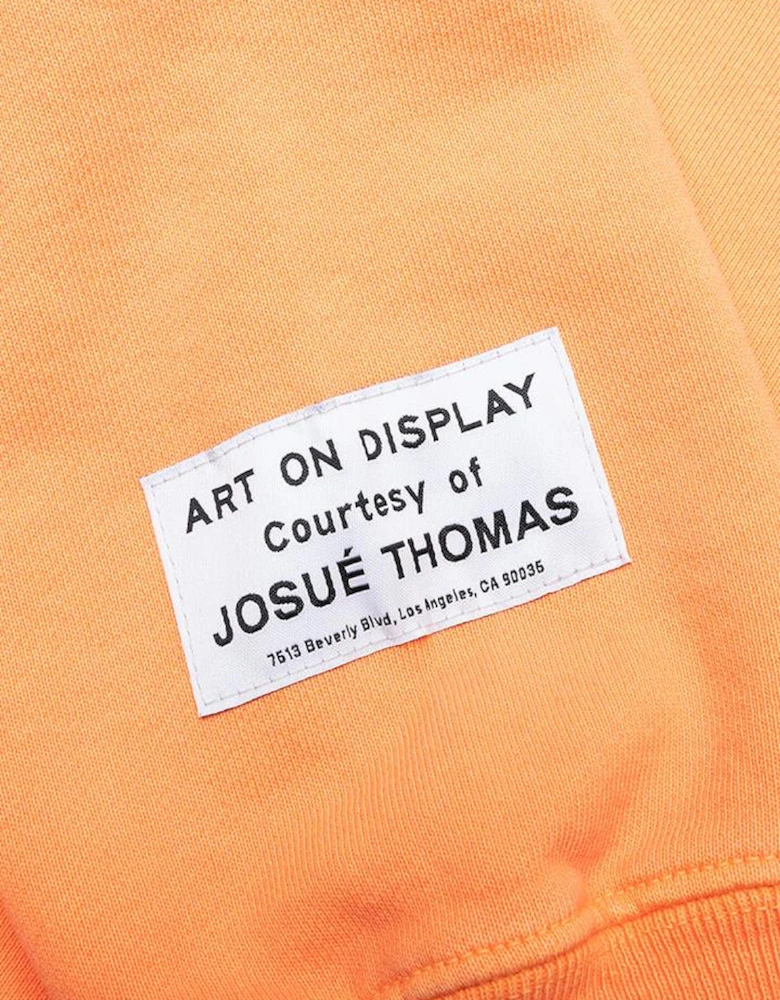 ART ON DISPLAY
Courtesy of
JOSUÉ THOMAS
7613 Beverly Blvd, Los Angeles, CA 90036